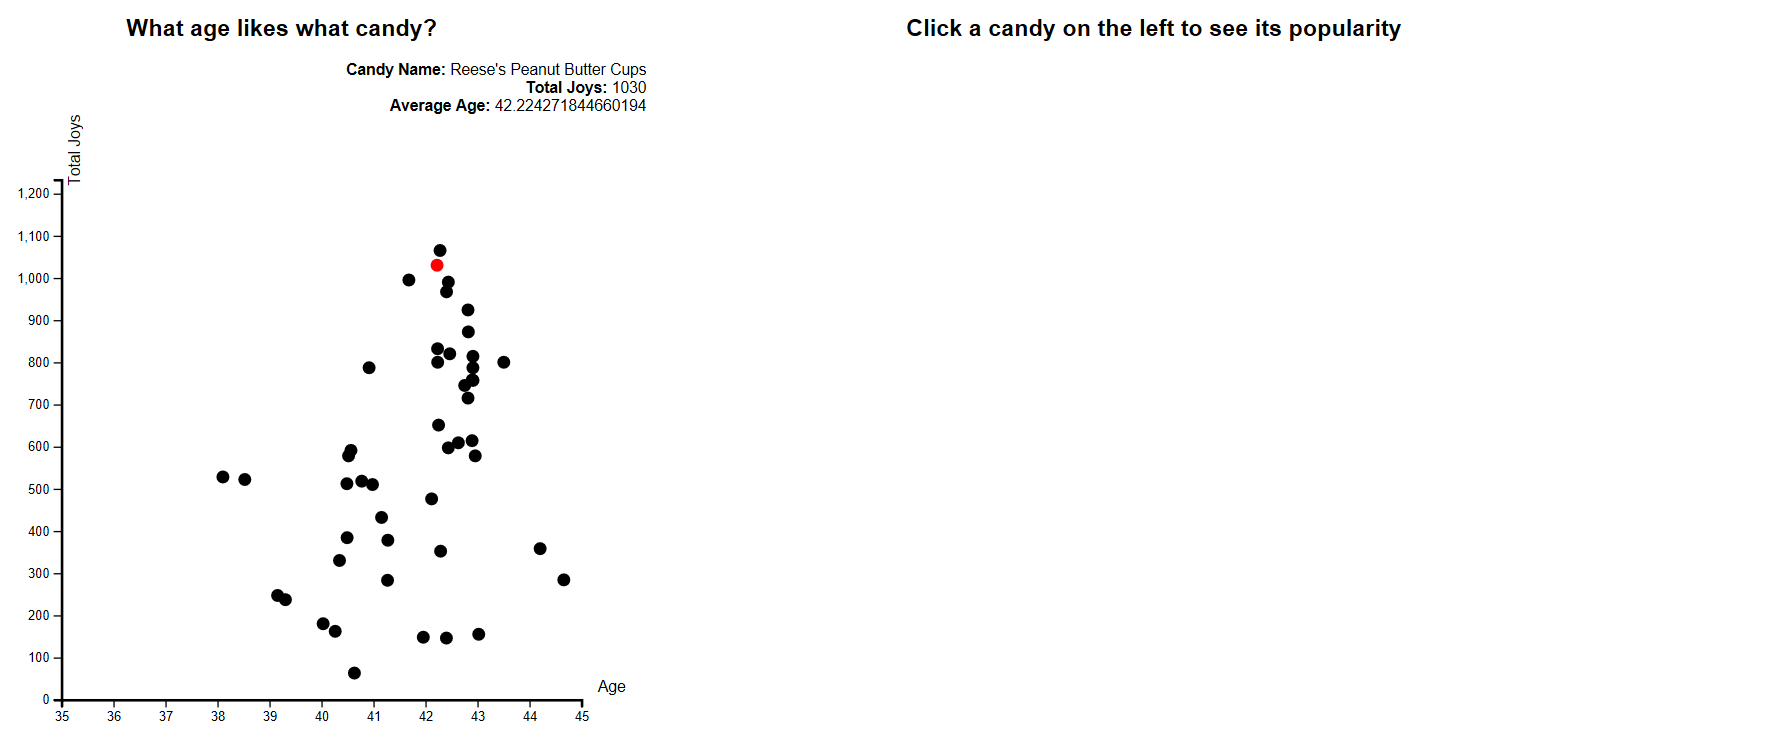 What age likes what candy?
Click a candy on the left to see its popularity
Candy Name: Reese's Peanut Butter Cups
Total Joys: 1030
Average Age: 42.224271844660194
Total Joys
1,200
1,100
1,000
900
800
700
600
500
400
300
200
100
0
Age
35 36 37 38 39 40 41 42 43 44 45